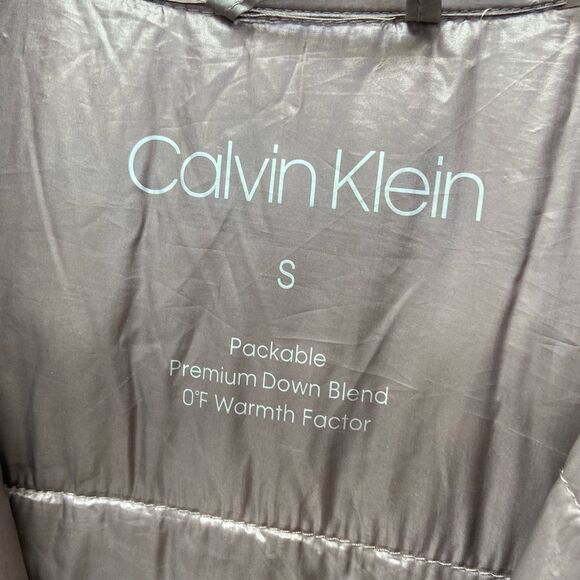 Calvin Klein
S
Packable
Premium Down Blend
0°F Warmth Factor